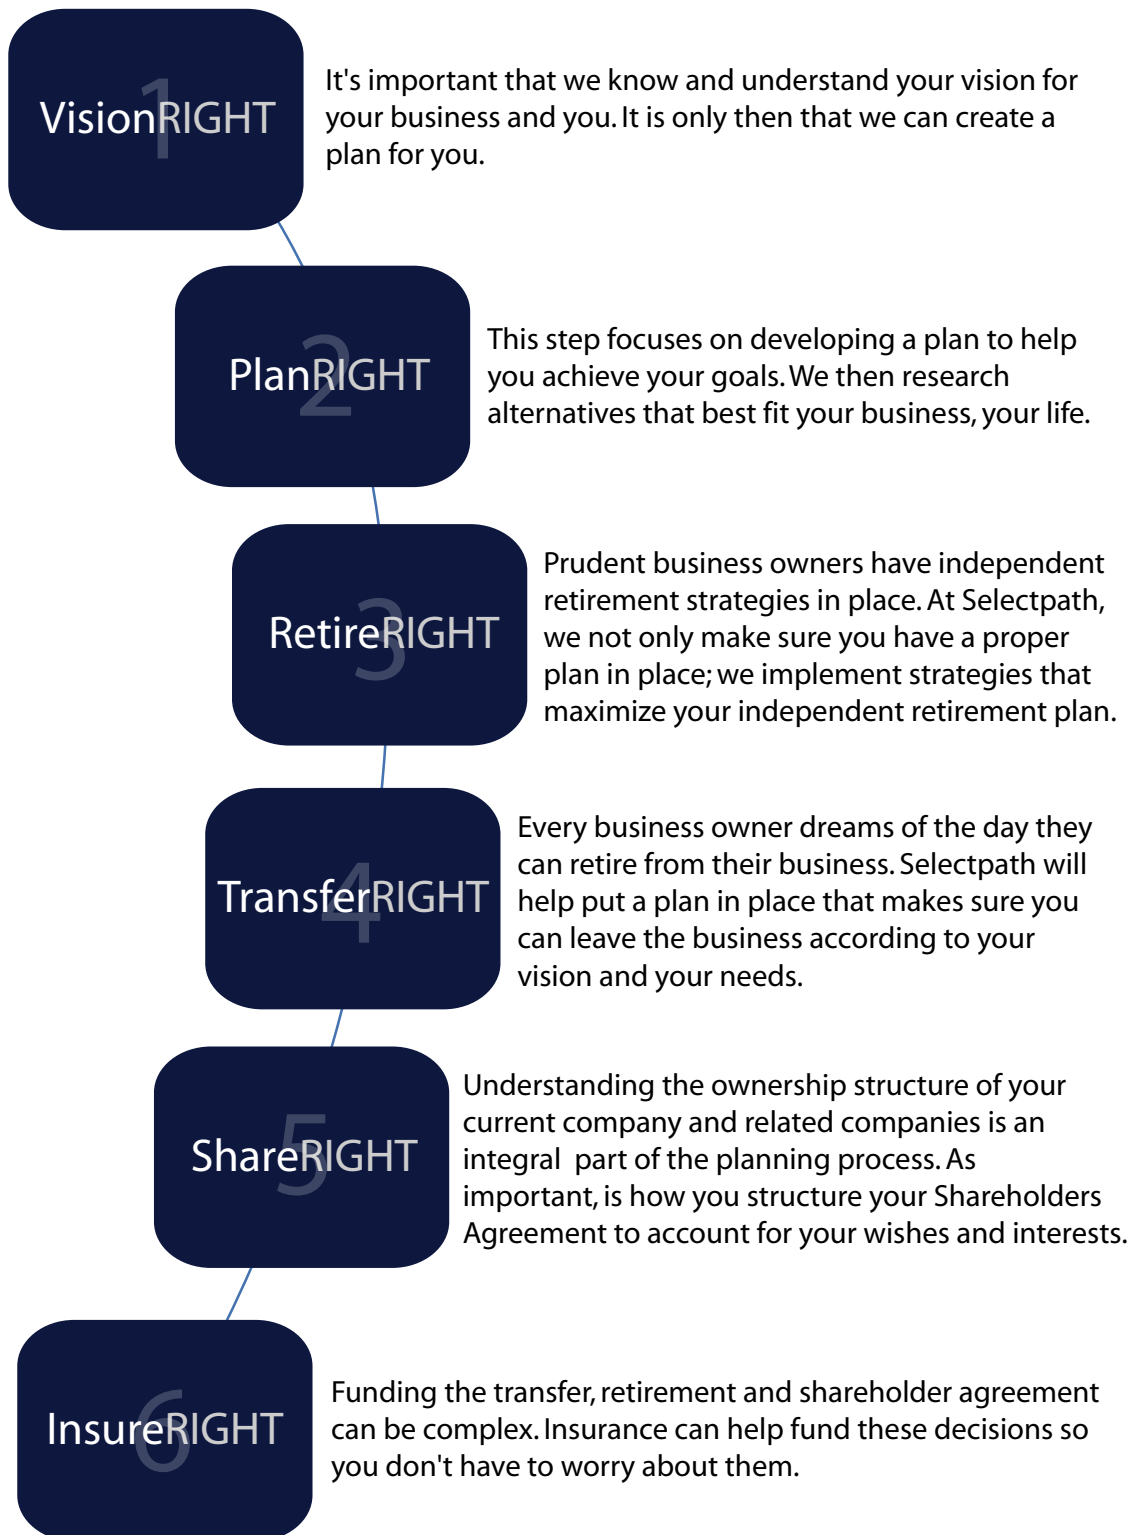 1
VisionRIGHT
It's important that we know and understand your vision for
your business and you. It is only then that we can create a
plan for you.
2
PlanRIGHT
This step focuses on developing a plan to help
you achieve your goals. We then research
alternatives that best fit your business, your life.
3
RetireRIGHT
Prudent business owners have independent
retirement strategies in place. At Selectpath,
we not only make sure you have a proper
plan in place; we implement strategies that
maximize your independent retirement plan.
4
TransferRIGHT
Every business owner dreams of the day they
can retire from their business. Selectpath will
help put a plan in place that makes sure you
can leave the business according to your
vision and your needs.
5
ShareRIGHT
Understanding the ownership structure of your
current company and related companies is an
integral  part of the planning process. As
important, is how you structure your Shareholders
Agreement to account for your wishes and interests.
6
InsureRIGHT
Funding the transfer, retirement and shareholder agreement
can be complex. Insurance can help fund these decisions so
you don't have to worry about them.